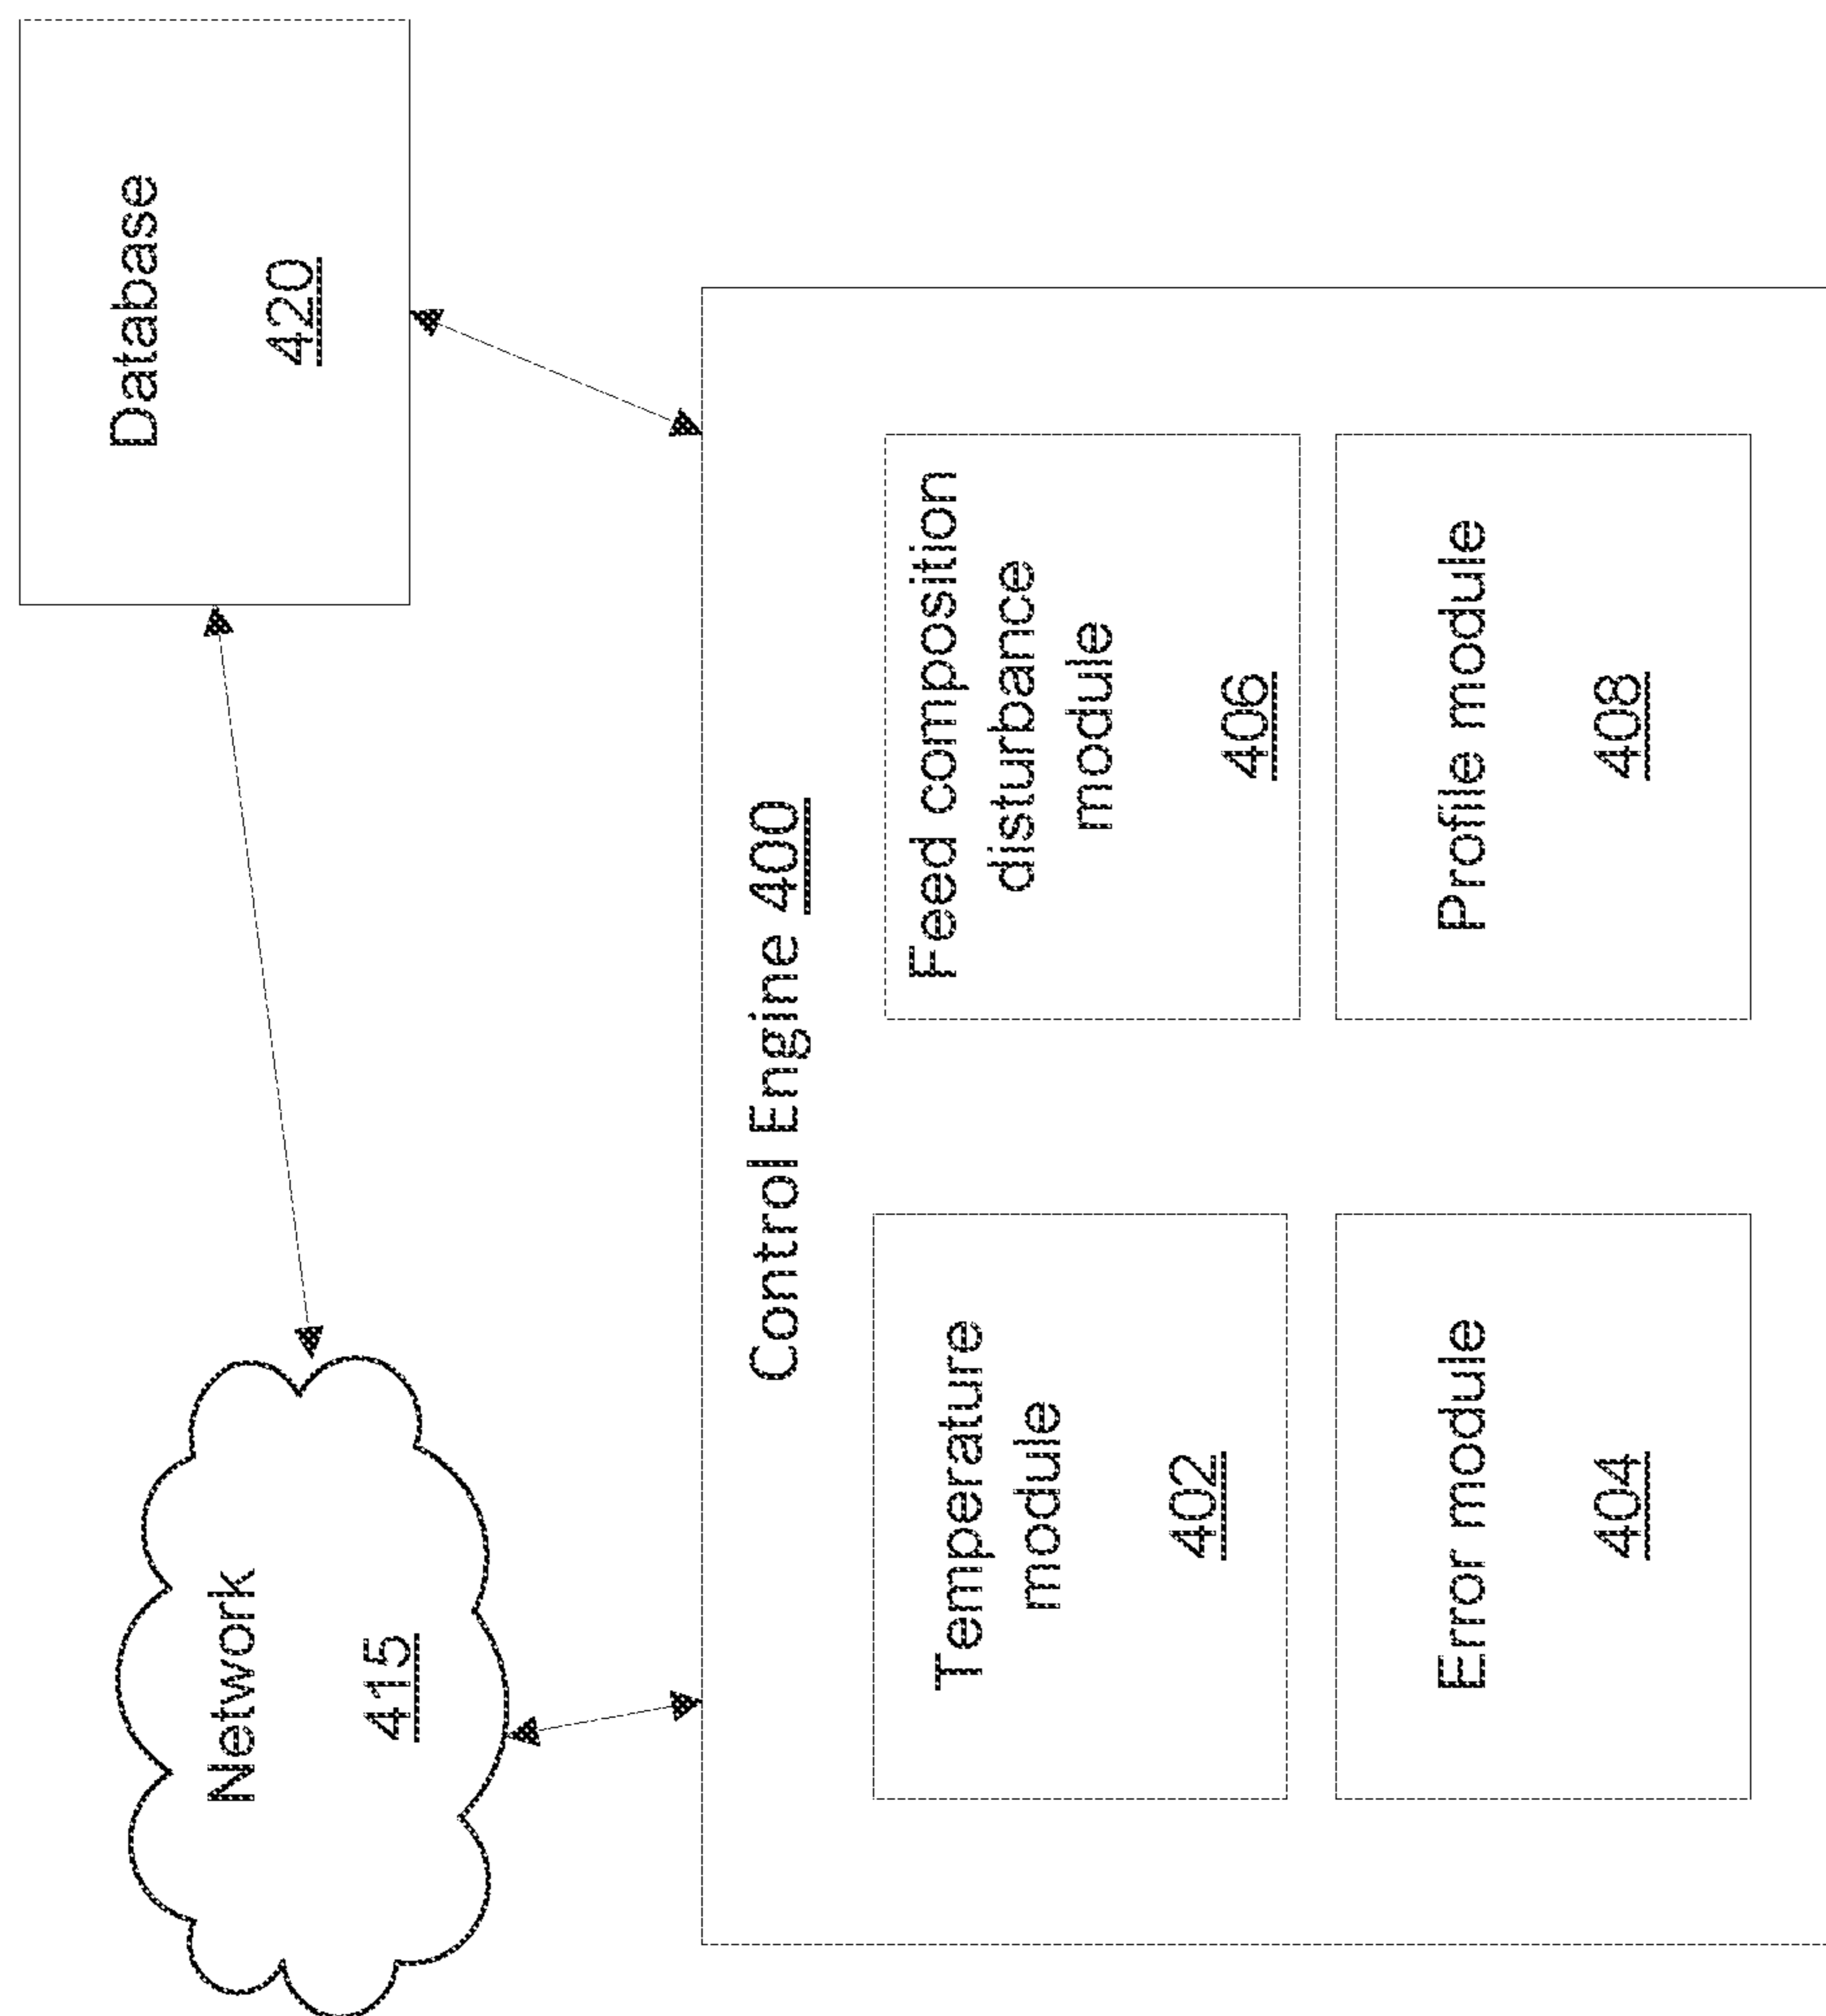 Network
415
Database
420
Control Engine 400
Temperature
module
402
Feed composition
disturbance
module
406
Error module
404
Profile module
408